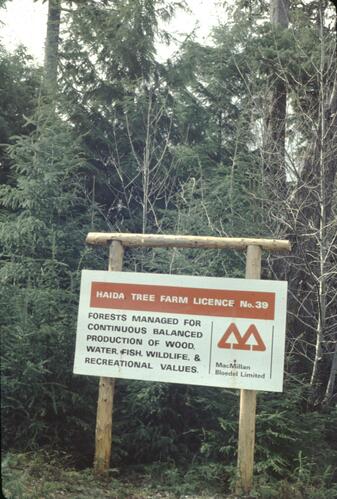 HAIDA TREE FARM LICENCE No.39
FORESTS MANAGED FOR
CONTINUOUS BALANCED
PRODUCTION OF WOOD,
WATER, FISH, WILDLIFE, &
RECREATIONAL VALUES.
MacMillan
Bloedel Limited